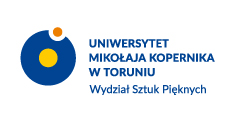 UNIWERSYTET
MIKOŁAJA KOPERNIKA
W TORUNIU
Wydział Sztuk Pięknych